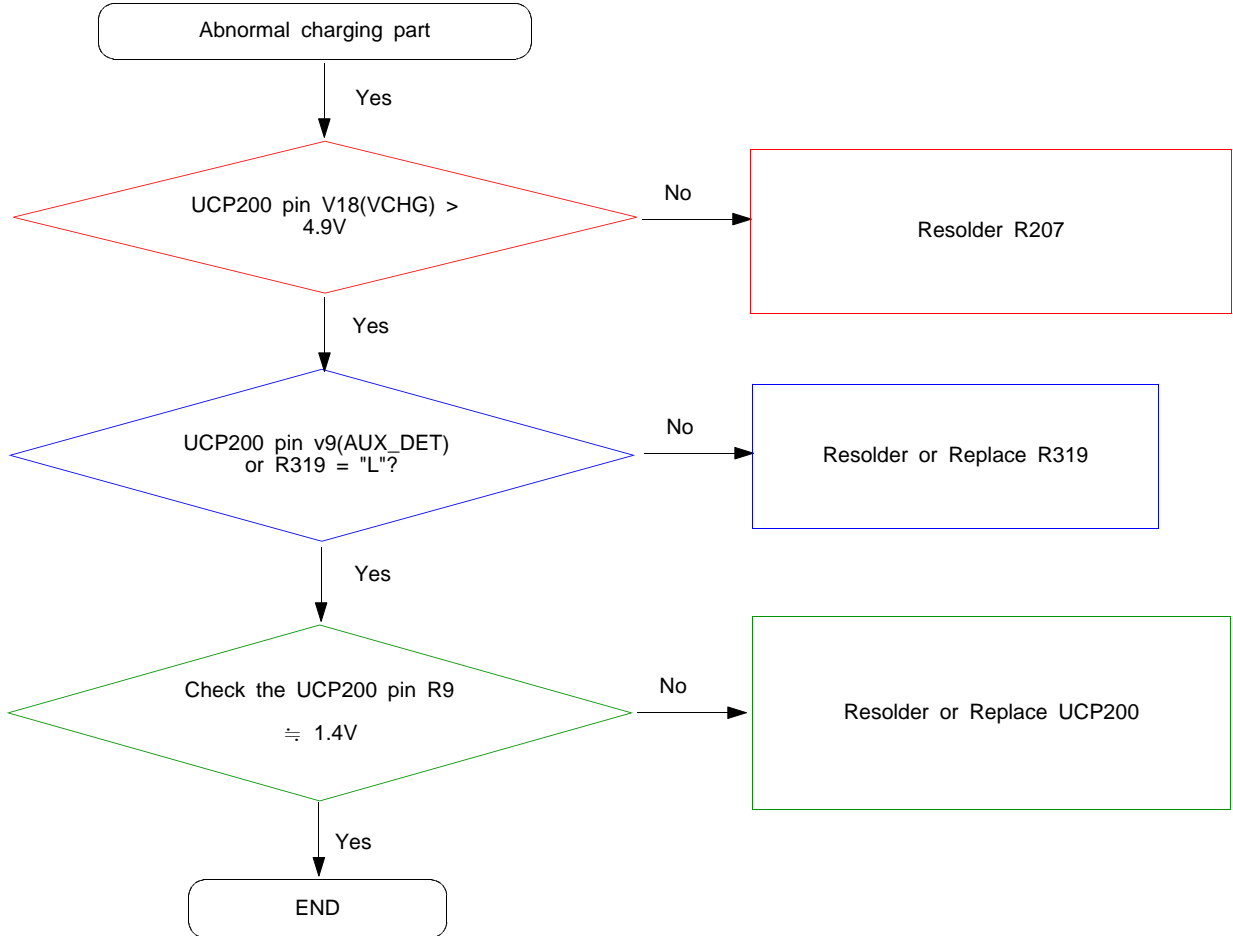 Abnormal charging part
Yes
UCP200 pin V18(VCHG) >
4.9V
No
Resolder R207
Yes
UCP200 pin v9(AUX_DET)
or R319 = "L"?
No
Resolder or Replace R319
Yes
Check the UCP200 pin R9
≒ 1.4V
No
Resolder or Replace UCP200
Yes
END